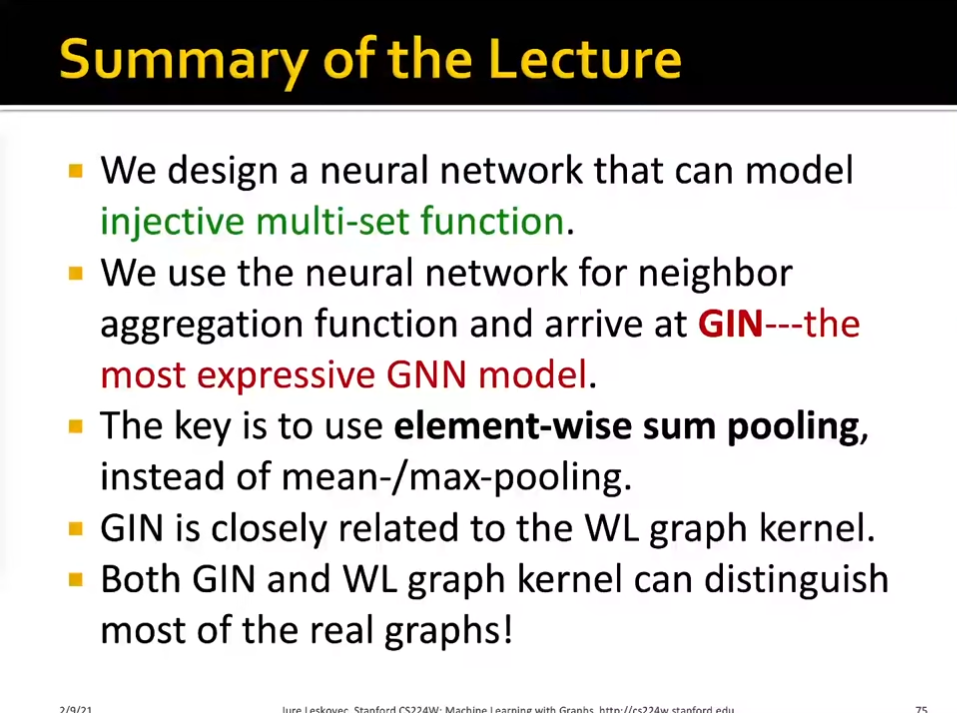 Summary of the Lecture
We design a neural network that can model
injective multi-set function.
We use the neural network for neighbor
aggregation function and arrive at GIN---the
most expressive GNN model.
The key is to use element-wise sum pooling,
instead of mean-/max-pooling.
GIN is closely related to the WL graph kernel.
Both GIN and WL graph kernel can distinguish
most of the real graphs!
2/9/21 Jure Leskovec, Stanford CS224W: Machine Learning with Graphs, http://cs224w.stanford.edu 75